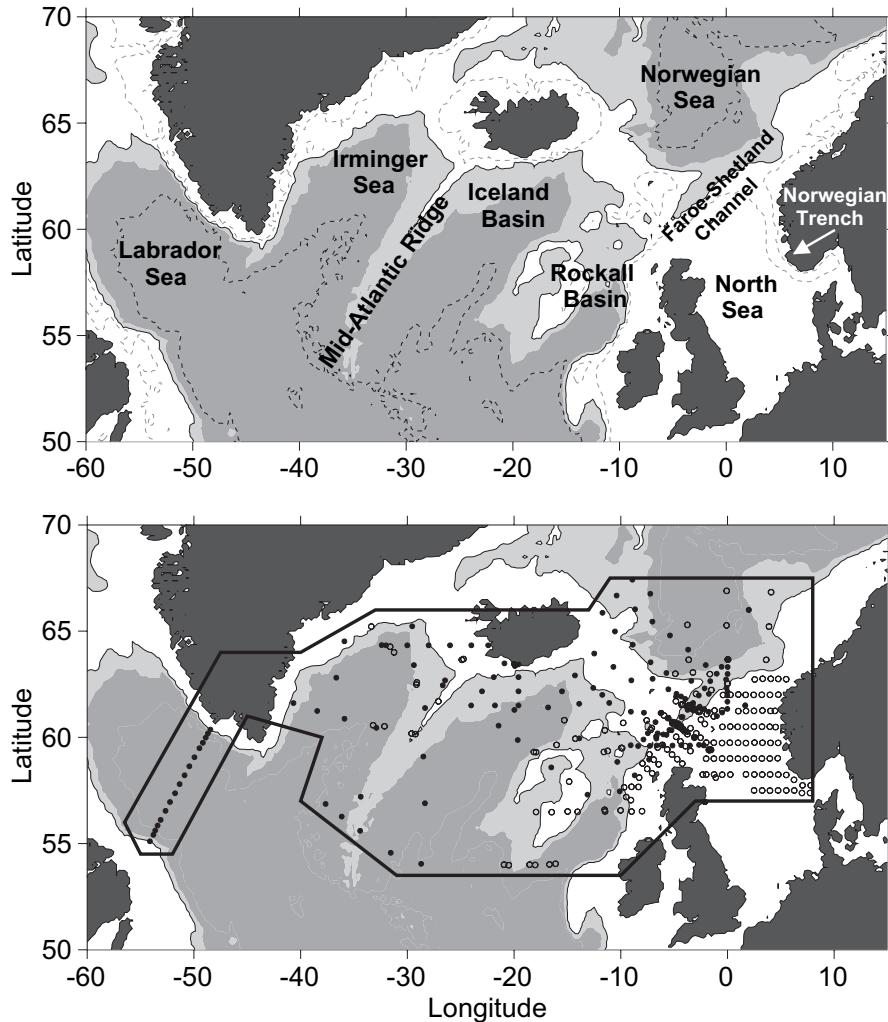 70
65
60
55
50
Latitude
-60 -50 -40 -30 -20 -10 0 10
Norwegian
Sea
Irminger
Sea
Iceland
Basin
Faroe-Shetland
Channel
Norwegian
Trench
Labrador
Sea
Mid-Atlantic Ridge
Rockall
Basin
North
Sea
70
65
60
55
50
Latitude
-60 -50 -40 -30 -20 -10 0 10
Longitude